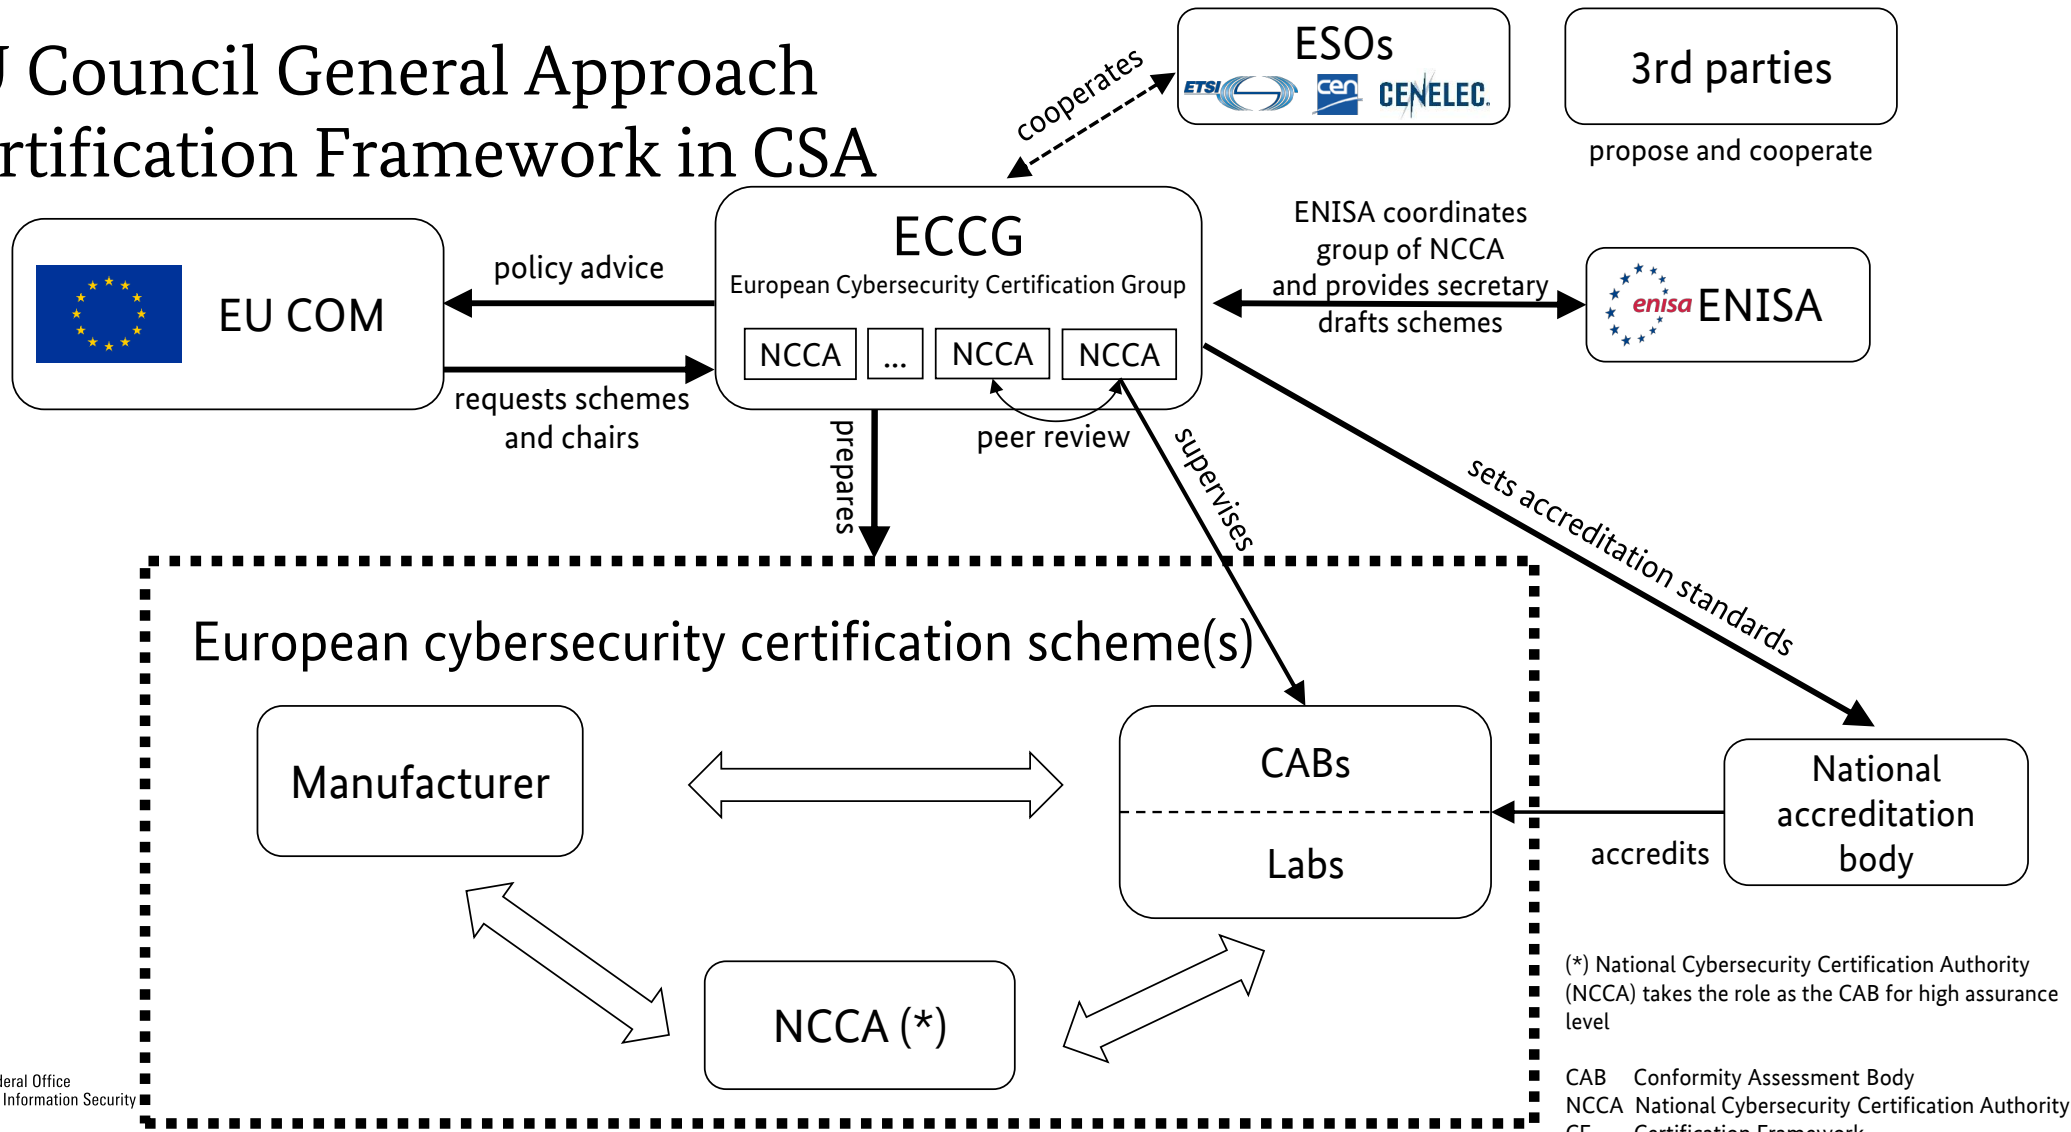 Council General Approach
rtification Framework in CSA
ESOs
ETSI
cen
CENELEC
3rd parties
propose and cooperate
cooperates
EU COM
policy advice
requests schemes
and chairs
ECCG
European Cybersecurity Certification Group
NCCA
...
NCCA
NCCA
peer review
ENISA coordinates
group of NCCA
and provides secretary
drafts schemes
enisa
ENISA
prepares
supervises
sets accreditation standards
European cybersecurity certification scheme(s)
Manufacturer
CABs
Labs
NCCA (*)
accredits
National
accreditation
body
(*) National Cybersecurity Certification Authority
(NCCA) takes the role as the CAB for high assurance
level
CAB Conformity Assessment Body
NCCA National Cybersecurity Certification Authority
CF Certification Framework
deral Office
Information Security